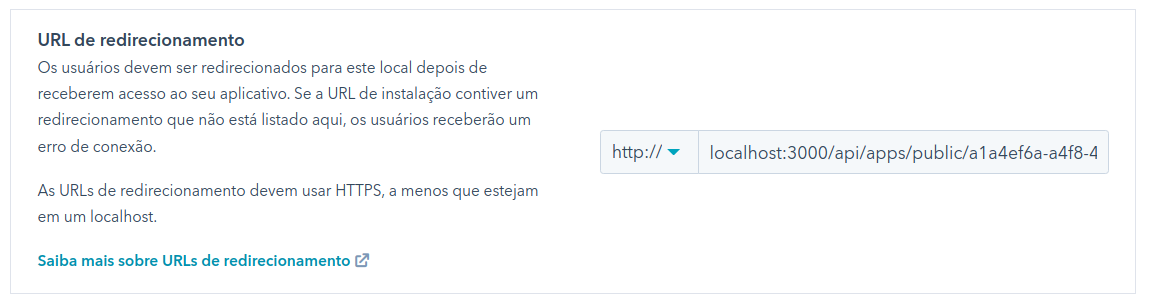 URL de redirecionamento
Os usuários devem ser redirecionados para este local depois de
receberem acesso ao seu aplicativo. Se a URL de instalação contiver um
redirecionamento que não está listado aqui, os usuários receberão um
erro de conexão.
http:// localhost:3000/api/apps/public/a1a4ef6a-a4f8-4
As URLs de redirecionamento devem usar HTTPS, a menos que estejam
em um localhost.
Saiba mais sobre URLs de redirecionamento